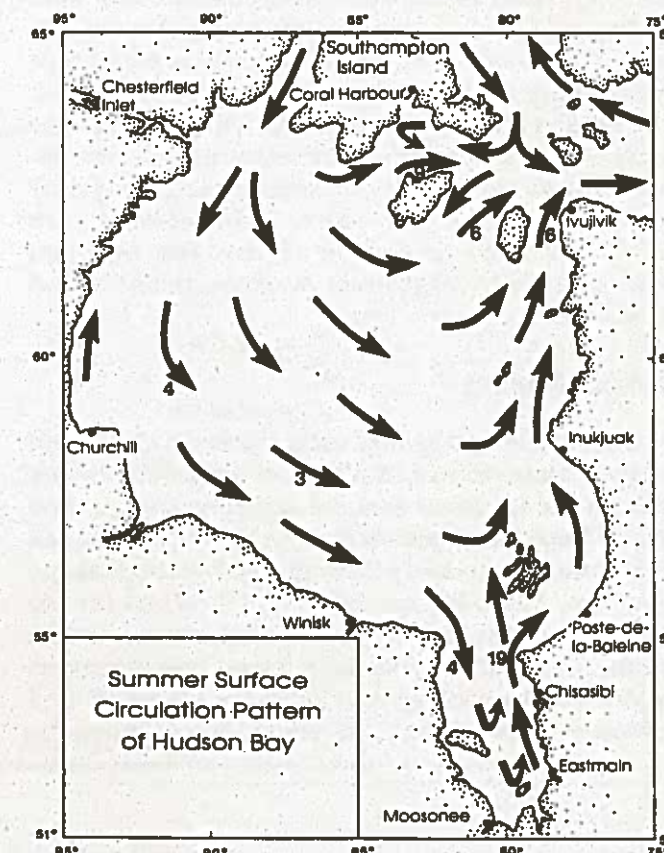 95° 90° 85° 80° 75
65°
Southampton
Island
Chesterfield
Inlet
Coral Harbour
9
6
6
Ivujivik
60°
4
Churchill
Inukjuak
3
Winisk
55°
Poste-de-
la-Baleine
4
19
Summer Surface
Circulation Pattern
of Hudson Bay
Chisasibi
Eastmain
Moosonee
51°